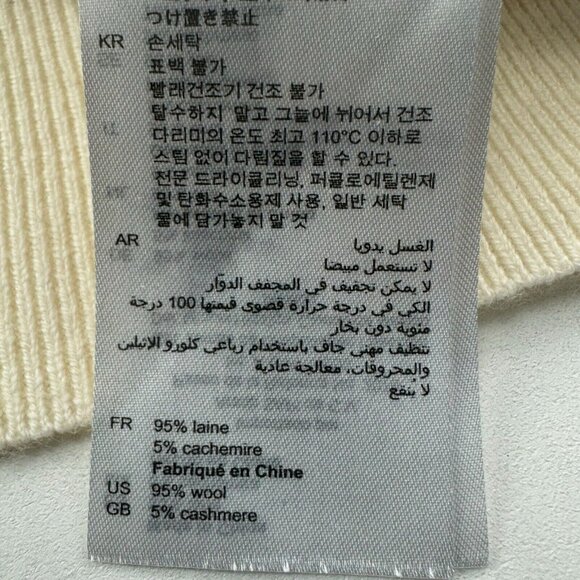 つけ置き禁止
KR 손세탁
표백 불가
빨래건조기 건조 불가
탈수하지 말고 그늘에 뉘어서 건조
다리미의 온도 최고 110°C 이하로
스팀 없이 다림질을 할 수 있다.
전문 드라이클리닝, 퍼클로에틸렌제
및 탄화수소용제 사용, 일반 세탁
물에 담가놓지 말 것
AR الغسل يدويا
لا تستعمل مبيضا
لا يمكن تجفيف في المجفف الدوّار
الكي في درجة حرارة قصوى قيمتها 100 درجة
مئوية دون بخار
تنظيف مهني جاف باستخدام رباعي كلورو الإثيلين
والمحروقات، معالجة عادية
لا يُنقع
FR 95% laine
5% cachemire
Fabriqué en Chine
US 95% wool
GB 5% cashmere